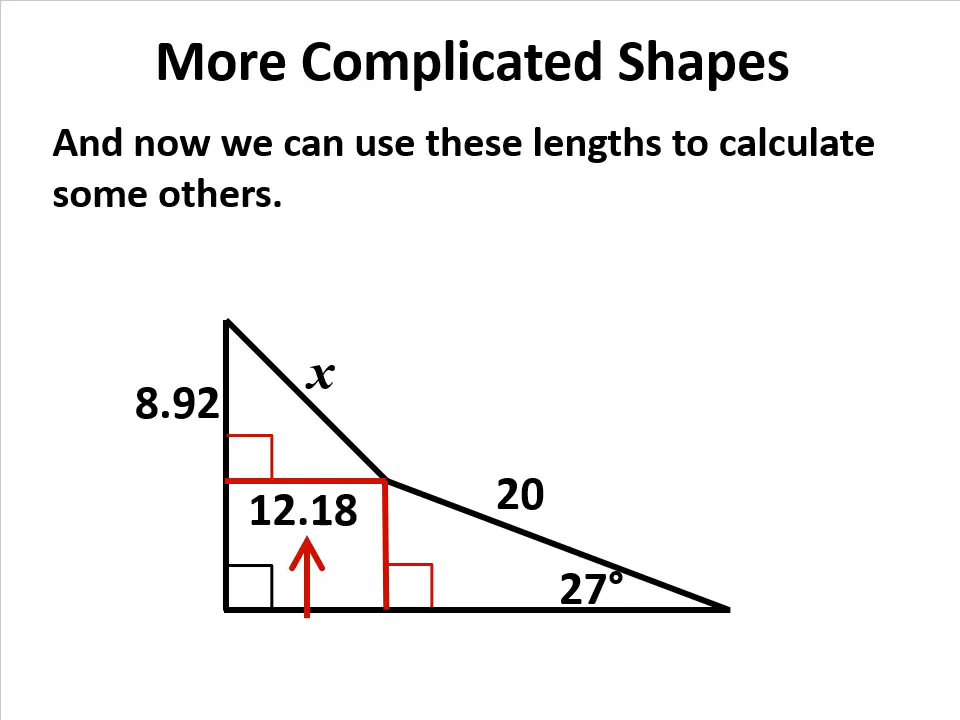 More Complicated Shapes
And now we can use these lengths to calculate
some others.
x
8.92
20
12.18
27°